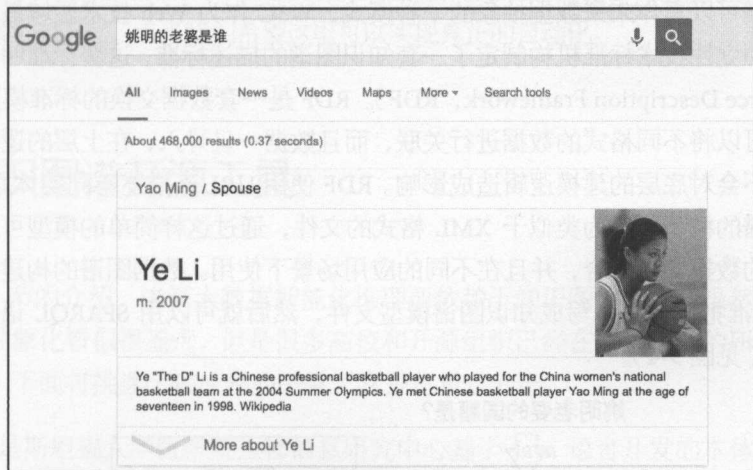 Google 姚明的老婆是谁
All Images News Videos Maps More Search tools
About 486,000 results (0.37 seconds)
Yao Ming / Spouse
Ye Li
m. 2007
Ye "The D" Li is a Chinese professional basketball player who played for the China women's national
basketball team at the 2004 Summer Olympics. Ye met Chinese basketball player Yao Ming at the age of
seventeen in 1998. Wikipedia
More about Ye Li